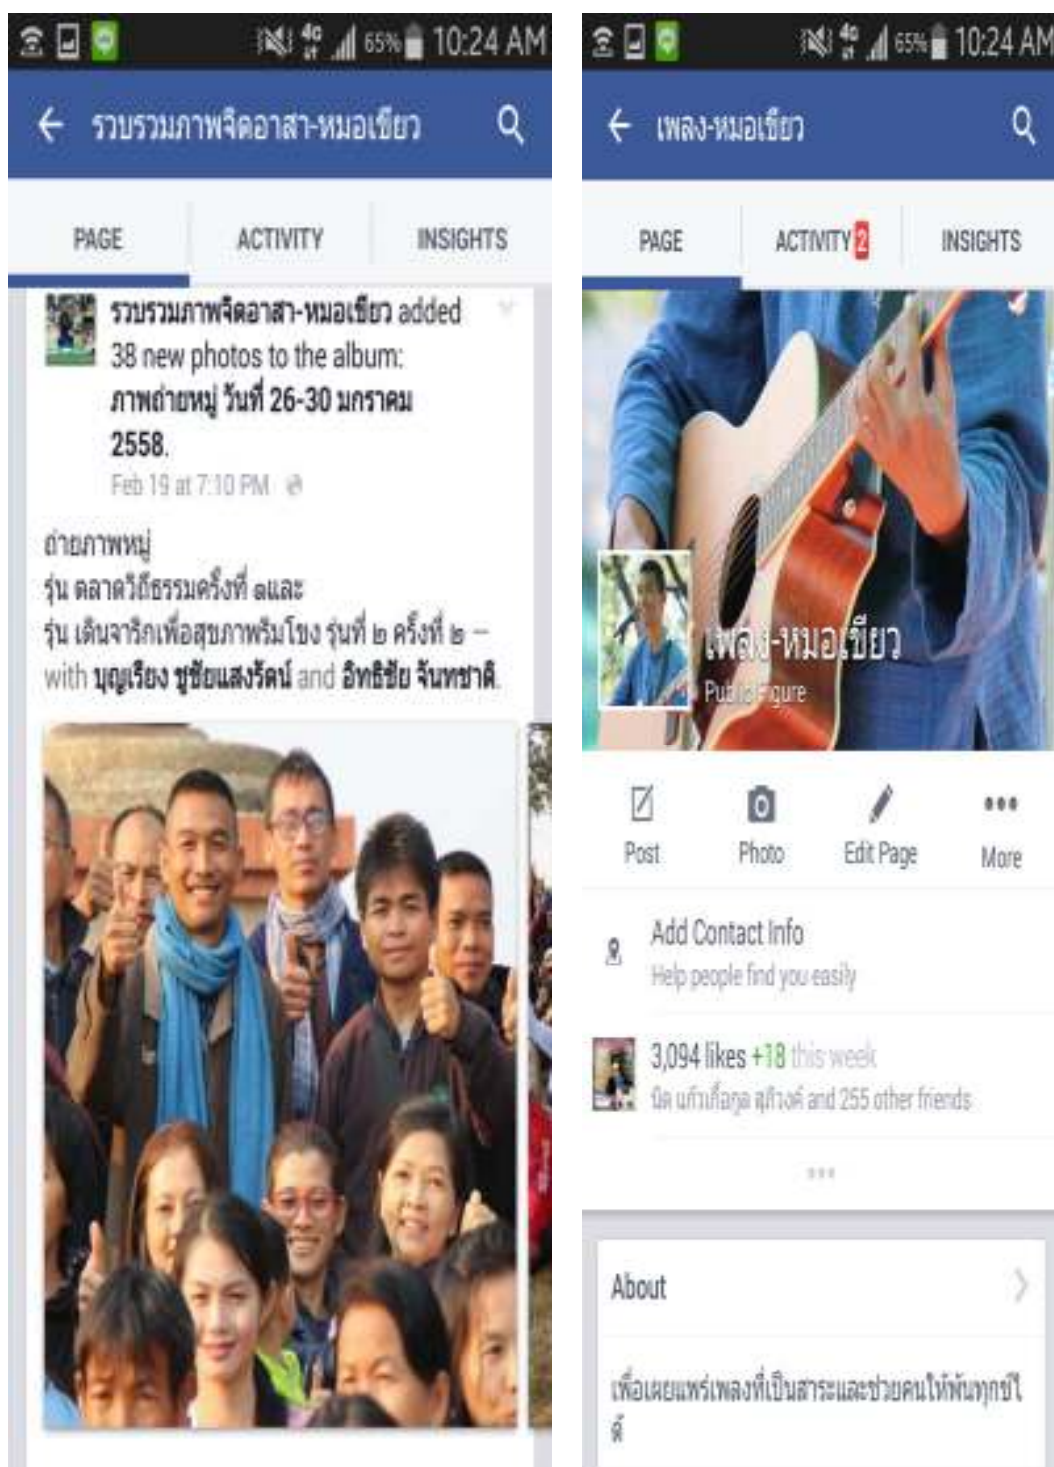 65% 10:24 AM
รวบรวมภาพจิตอาสา-หมอเขียว
PAGE ACTIVITY INSIGHTS
รวบรวมภาพจิตอาสา-หมอเขียว added
38 new photos to the album:
ภาพถ่ายหมู่ วันที่ 26-30 มกราคม
2558.
Feb 19 at 7:10 PM
ถ่ายภาพหมู่
รุ่น ตลาดวิถีธรรมครั้งที่ ๑และ
รุ่น เดินจาริกเพื่อสุขภาพริมโขง รุ่นที่ ๒ ครั้งที่ ๒ —
with บุญเรียง ชูชัยแสงรัตน์ and อิทธิชัย จันทชาติ.
4G 65% 10:24 AM
เพลง-หมอเขียว
PAGE ACTIVITY 2 INSIGHTS
เพลง-หมอเขียว
Public Figure
Post Photo Edit Page More
Add Contact Info
Help people find you easily
3,094 likes +18 this week
and 255 other friends
About
เพื่อเผยแพร่เพลงที่เป็นสาระและช่วยคนให้พ้นทุกข์ไ
ด้